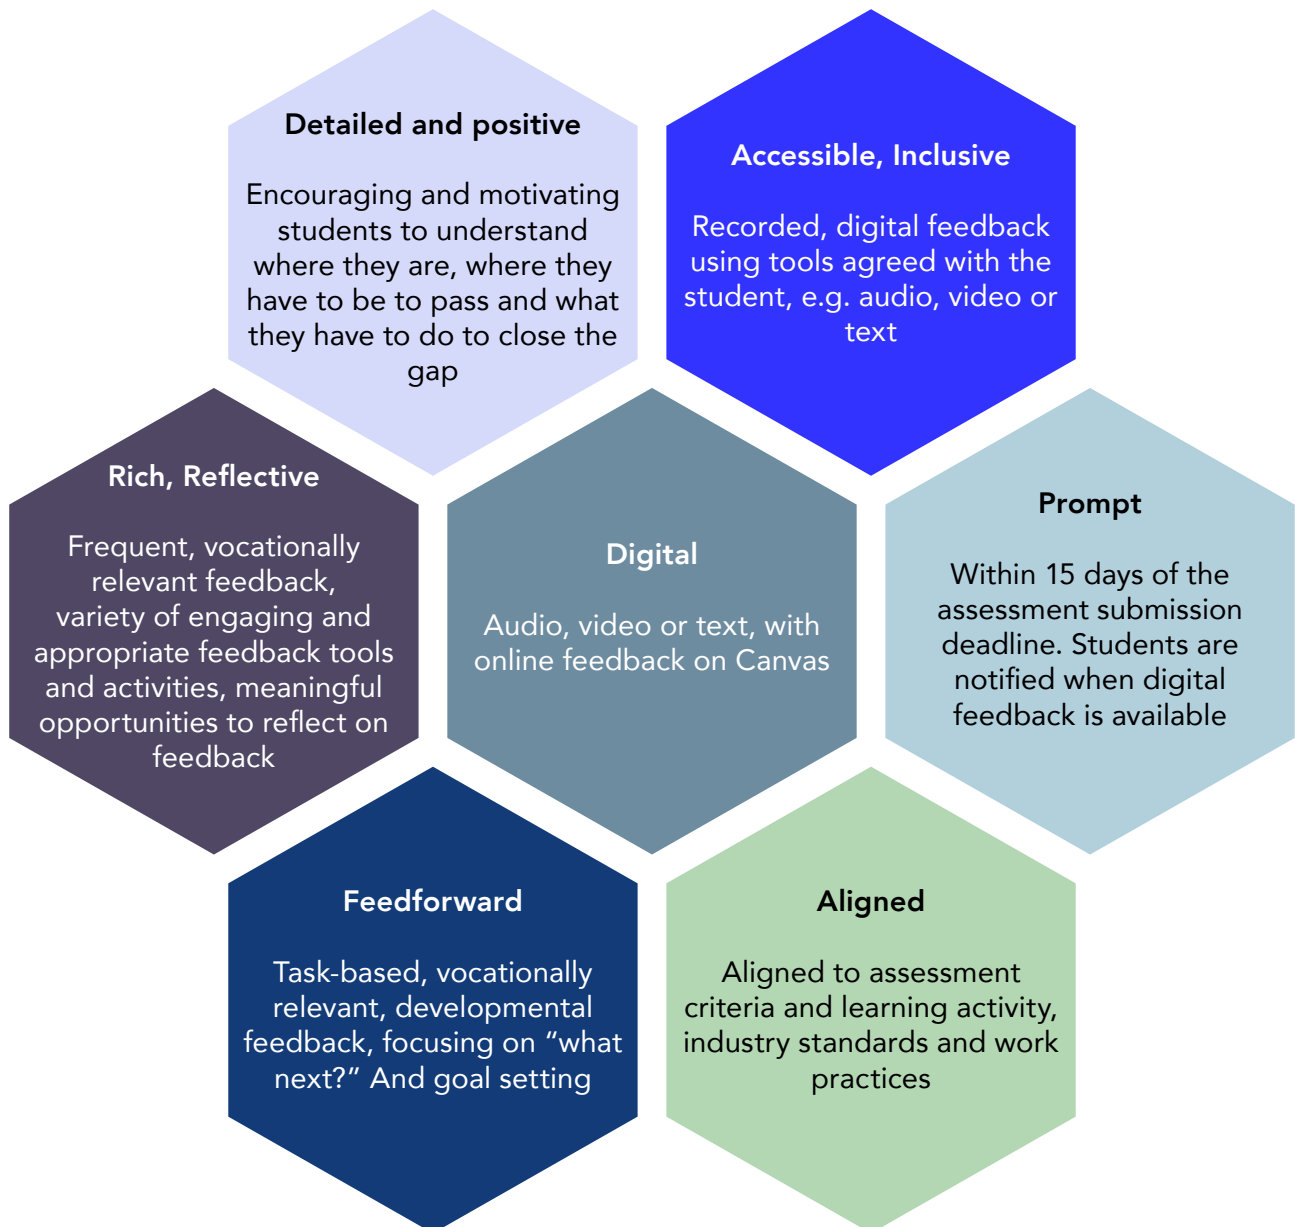 Detailed and positive
Encouraging and motivating
students to understand
where they are, where they
have to be to pass and what
they have to do to close the
gap
Accessible, Inclusive
Recorded, digital feedback
using tools agreed with the
student, e.g. audio, video or
text
Rich, Reflective
Frequent, vocationally
relevant feedback,
variety of engaging and
appropriate feedback tools
and activities, meaningful
opportunities to reflect on
feedback
Digital
Audio, video or text, with
online feedback on Canvas
Prompt
Within 15 days of the
assessment submission
deadline. Students are
notified when digital
feedback is available
Feedforward
Task-based, vocationally
relevant, developmental
feedback, focusing on “what
next?” And goal setting
Aligned
Aligned to assessment
criteria and learning activity,
industry standards and work
practices